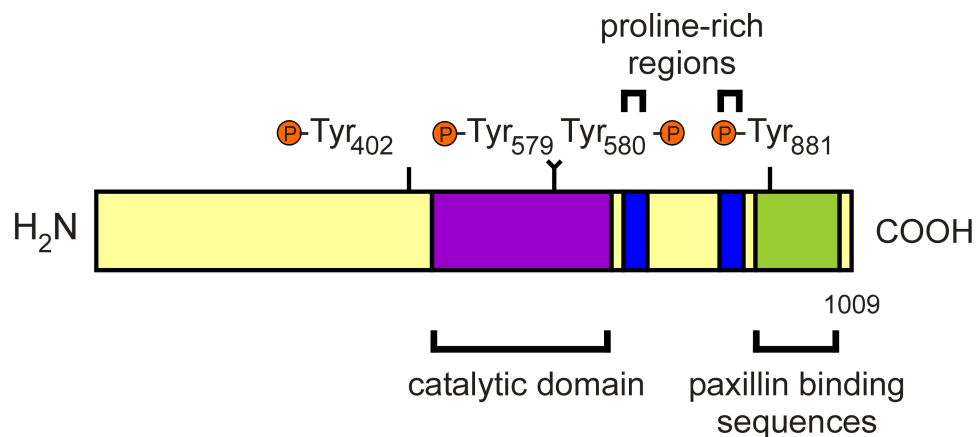 proline-rich
regions
P-Tyr402 P-Tyr579 Tyr580 -P P-Tyr881
H2N
COOH
1009
catalytic domain
paxillin binding
sequences